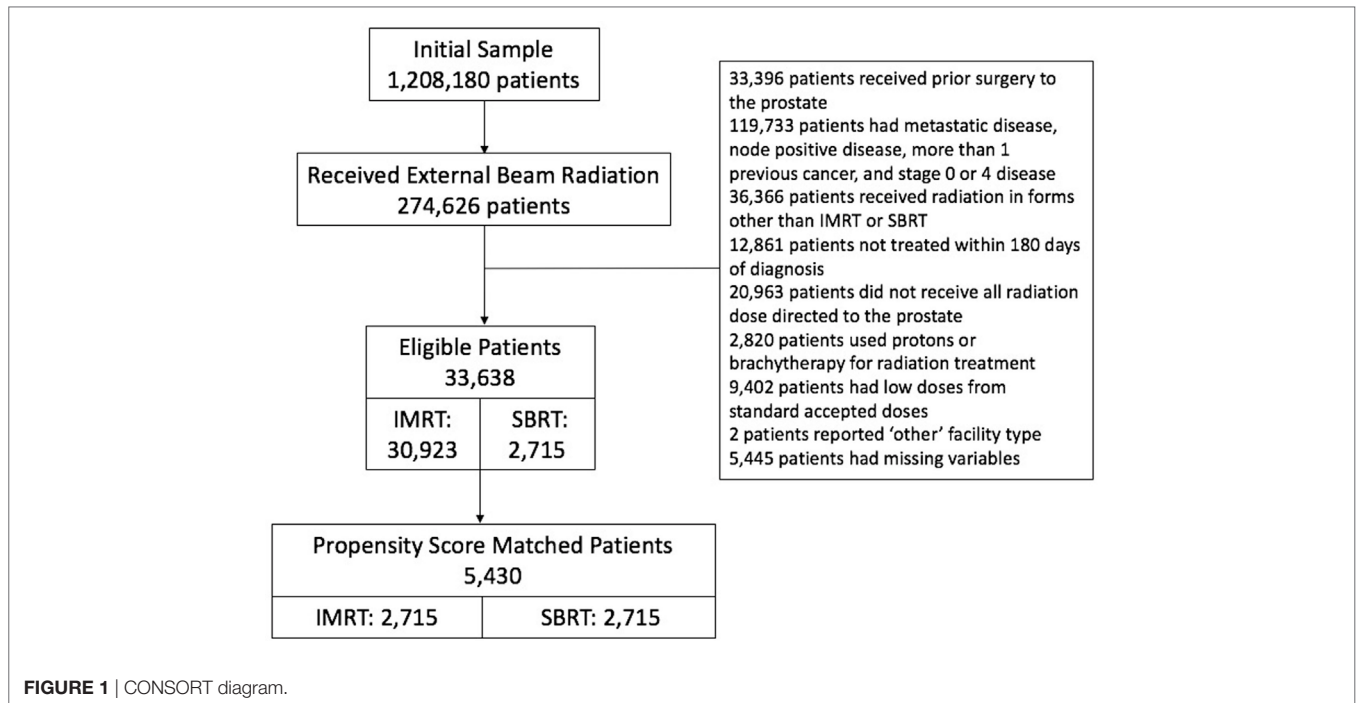 Initial Sample
1,208,180 patients
Received External Beam Radiation
274,626 patients
33,396 patients received prior surgery to
the prostate
119,733 patients had metastatic disease,
node positive disease, more than 1
previous cancer, and stage 0 or 4 disease
36,366 patients received radiation in forms
other than IMRT or SBRT
12,861 patients not treated within 180 days
of diagnosis
20,963 patients did not receive all radiation
dose directed to the prostate
2,820 patients used protons or
brachytherapy for radiation treatment
9,402 patients had low doses from
standard accepted doses
2 patients reported ‘other’ facility type
5,445 patients had missing variables
Eligible Patients
33,638
IMRT:
30,923
SBRT:
2,715
Propensity Score Matched Patients
5,430
IMRT: 2,715
SBRT: 2,715
FIGURE 1 | CONSORT diagram.